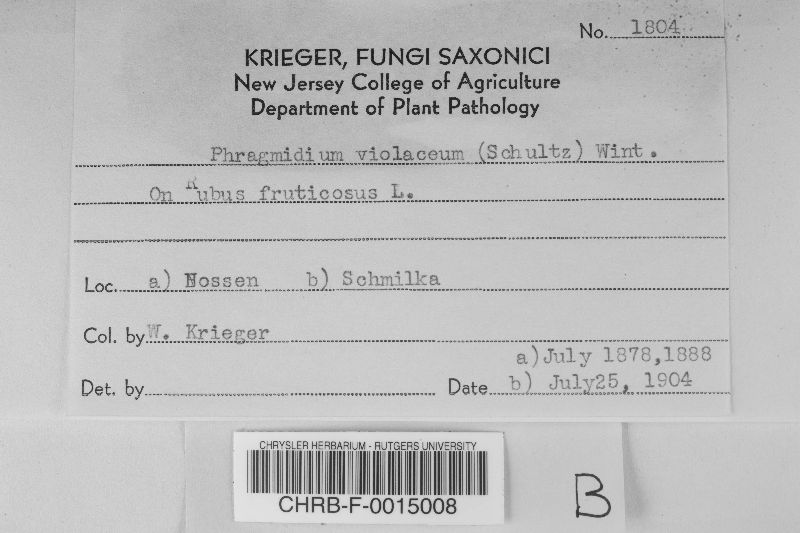 No. 1804
KRIEGER, FUNGI SAXONICI
New Jersey College of Agriculture
Department of Plant Pathology
Phragmidium violaceum (Schultz) Wint.
On Rubus fruticosus L.
Loc. a) Nossen b) Schmilka
Col. by W. Krieger
a)July 1878,1888
Det. by Date b) July25, 1904
CHRYSLER HERBARIUM - RUTGERS UNIVERSITY
CHRB-F-0015008
B